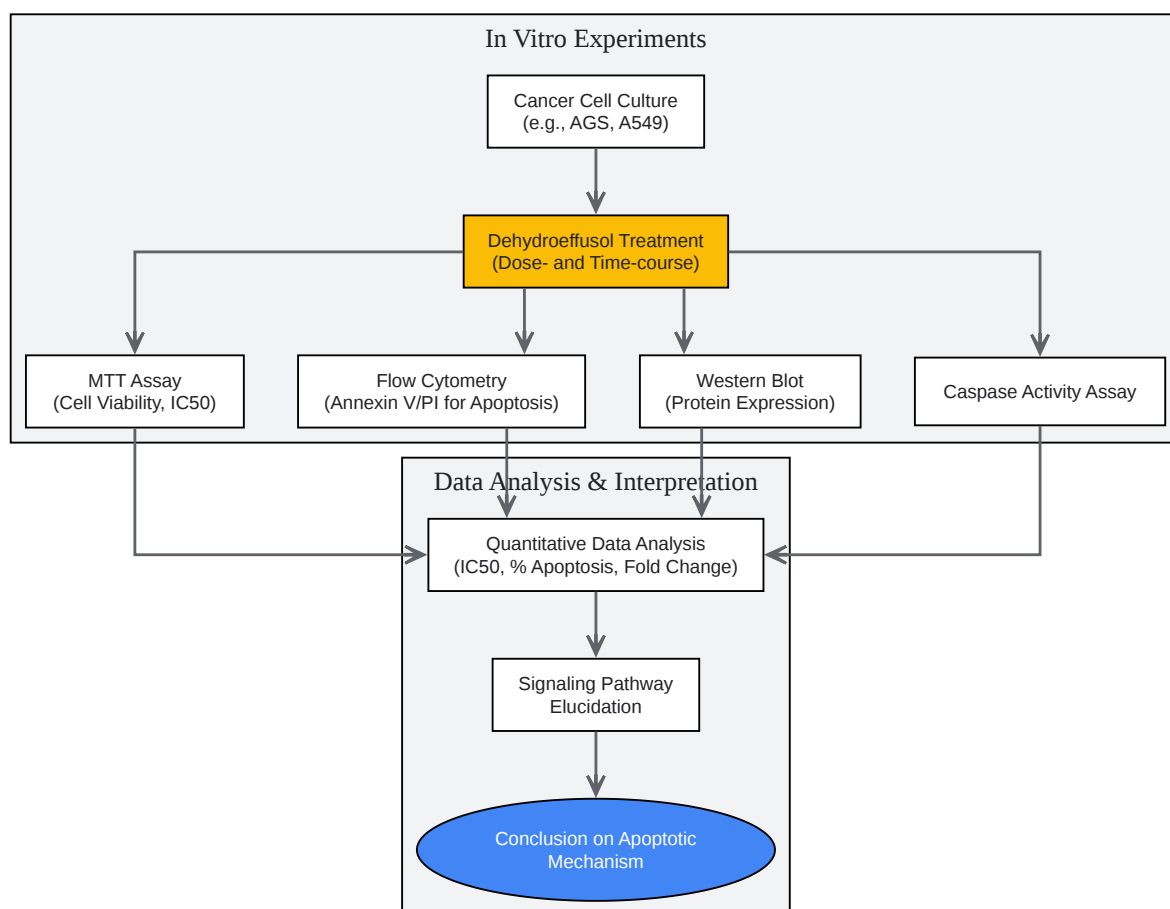 In Vitro Experiments
Cancer Cell Culture
(e.g., AGS, A549)
Dehydroeffusol Treatment
(Dose- and Time-course)
MTT Assay
(Cell Viability, IC50)
Flow Cytometry
(Annexin V/PI for Apoptosis)
Western Blot
(Protein Expression)
Caspase Activity Assay
Data Analysis & Interpretation
Quantitative Data Analysis
(IC50, % Apoptosis, Fold Change)
Signaling Pathway
Elucidation
Conclusion on Apoptotic
Mechanism